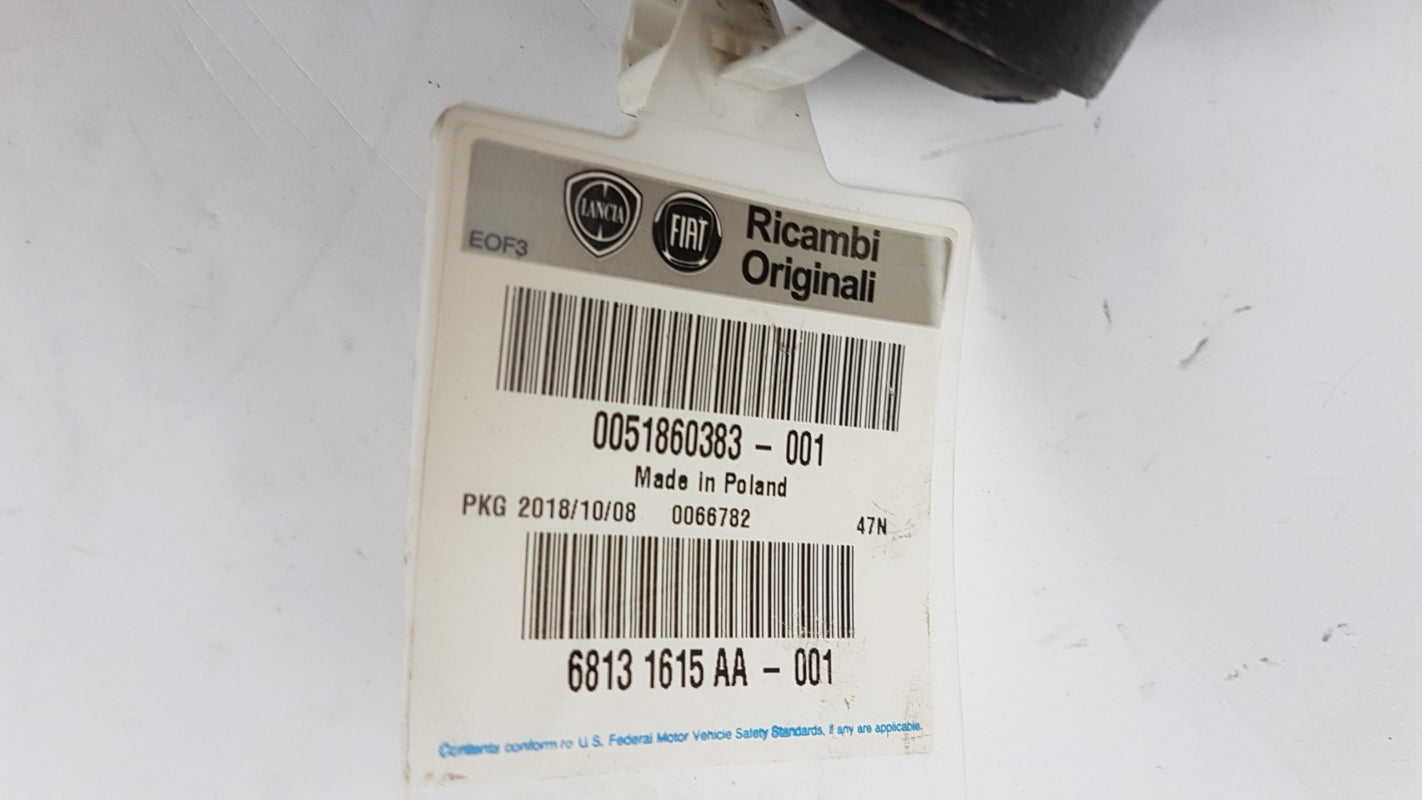 LANCIA
FIAT
Ricambi
Originali
EOF3
0051860383 - 001
Made in Poland
PKG 2018/10/08 0066782 47N
6813 1615 AA - 001
Contents conform to U.S. Federal Motor Vehicle Safety Standards, if any are applicable.